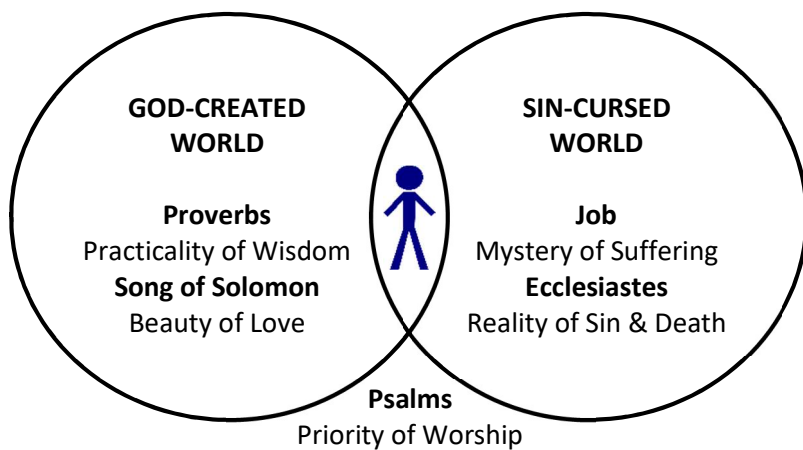 GOD-CREATED
WORLD
Proverbs
Practicality of Wisdom
Song of Solomon
Beauty of Love
SIN-CURSED
WORLD
Job
Mystery of Suffering
Ecclesiastes
Reality of Sin & Death
Psalms
Priority of Worship